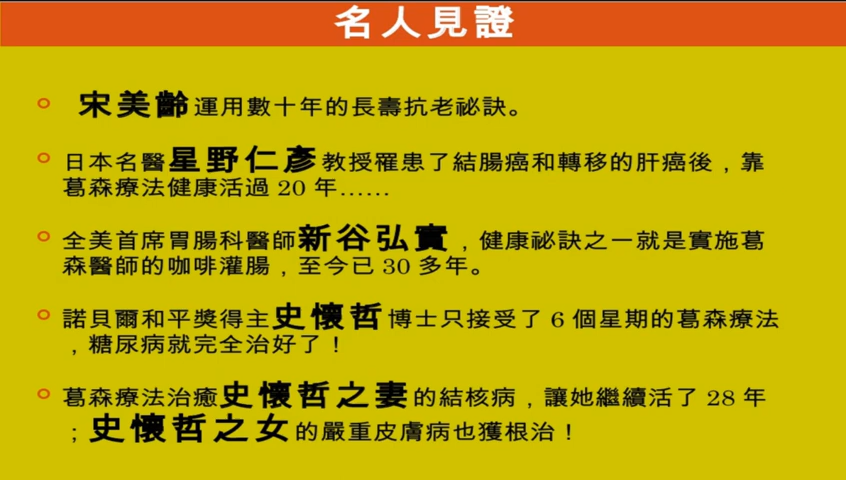 名人見證
宋美齡運用數十年的長壽抗老祕訣。
日本名醫星野仁彥教授罹患了結腸癌和轉移的肝癌後，靠
葛森療法健康活過 20 年……
全美首席胃腸科醫師新谷弘實，健康祕訣之一就是實施葛
森醫師的咖啡灌腸，至今已 30 多年。
諾貝爾和平獎得主史懷哲博士只接受了 6 個星期的葛森療法
，糖尿病就完全治好了！
葛森療法治癒史懷哲之妻的結核病，讓她繼續活了 28 年
；史懷哲之女的嚴重皮膚病也獲根治！